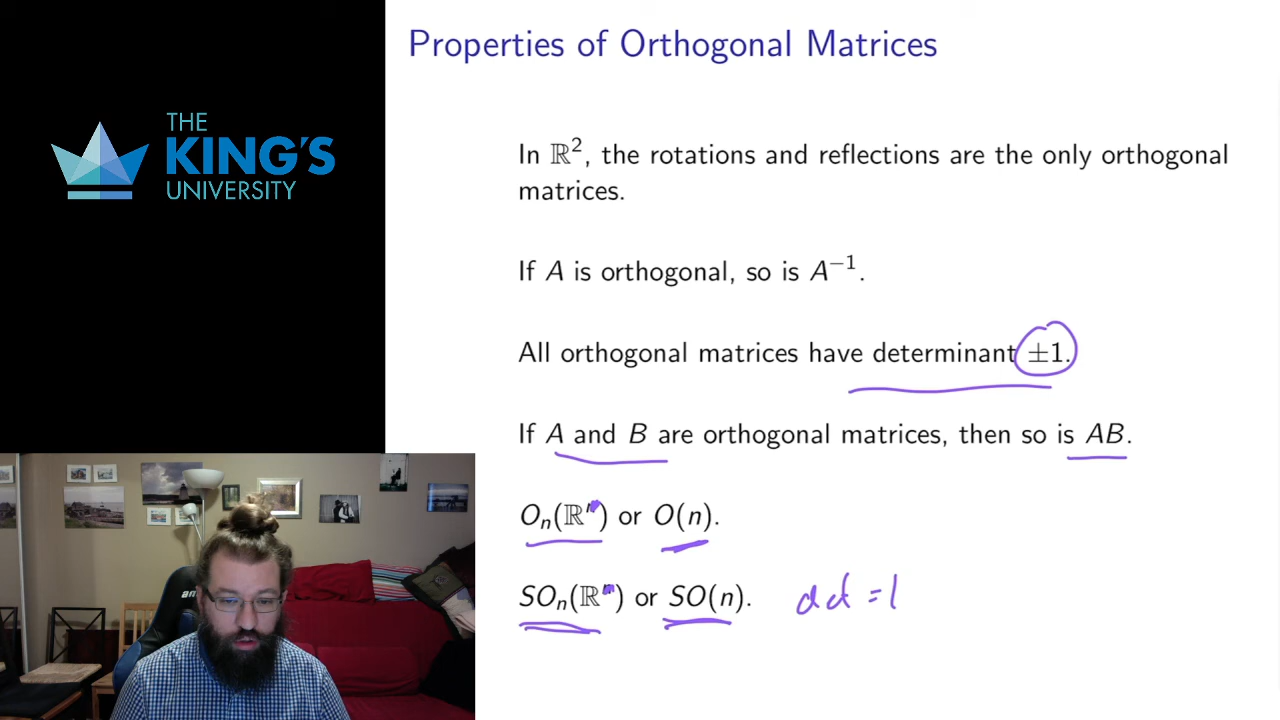 THE
KING'S
UNIVERSITY
Properties of Orthogonal Matrices
In ℝ², the rotations and reflections are the only orthogonal
matrices.
If A is orthogonal, so is A⁻¹.
All orthogonal matrices have determinant ±1.
If A and B are orthogonal matrices, then so is AB.
Oₙ(ℝⁿ) or O(n).
SOₙ(ℝⁿ) or SO(n). det = 1